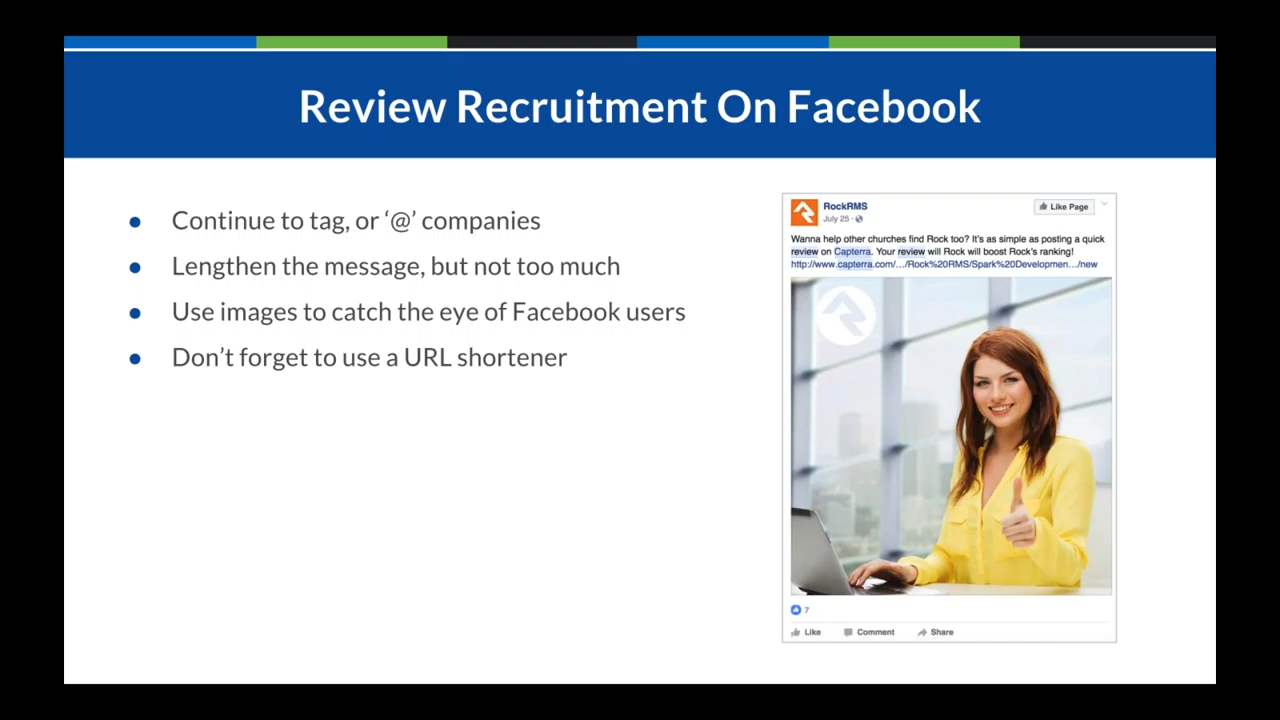 Review Recruitment On Facebook
● Continue to tag, or ‘@’ companies
● Lengthen the message, but not too much
● Use images to catch the eye of Facebook users
● Don’t forget to use a URL shortener
RockRMS
Like Page
July 25 ·
Wanna help other churches find Rock too? It's as simple as posting a quick
review on Capterra. Your review will Rock will boost Rock's ranking!
http://www.capterra.com/.../Rock%20RMS/Spark%20Developmen.../new
7
Like Comment Share